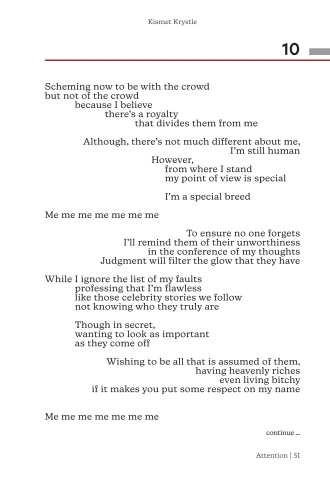 Kismet Krystle
10
Scheming now to be with the crowd
but not of the crowd
because I believe
there's a royalty
that divides them from me
Although, there's not much different about me,
I'm still human
However,
from where I stand
my point of view is special
I'm a special breed
Me me me me me me me
To ensure no one forgets
I'll remind them of their unworthiness
in the conference of my thoughts
Judgment will filter the glow that they have
While I ignore the list of my faults
professing that I'm flawless
like those celebrity stories we follow
not knowing who they truly are
Though in secret,
wanting to look as important
as they come off
Wishing to be all that is assumed of them,
having heavenly riches
even living bitchy
if it makes you put some respect on my name
Me me me me me me me
continue ...
Attention | 51